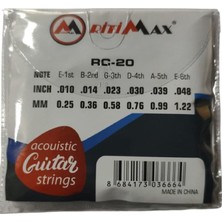 RiTiMAX
RC-20
NOTE E-1st B-2nd G-3th D-4th A-5th E-6th
INCH .010 .014 .023 .030 .039 .048
MM 0.25 0.36 0.58 0.76 0.99 1.22
acoustic
Guitar
strings
8 684173 036664
MADE IN CHINA